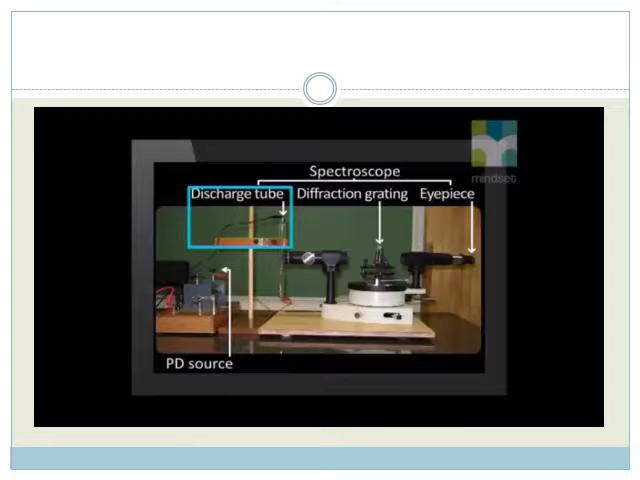 mindset
Spectroscope
Discharge tube Diffraction grating Eyepiece
PD source